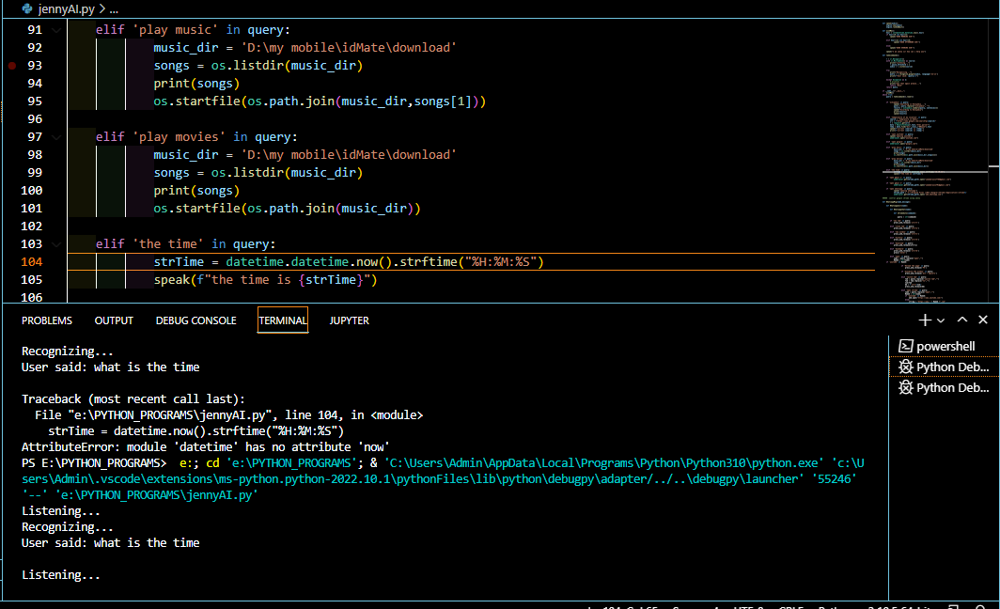 jennyAI.py > ...
91 elif 'play music' in query:
92 music_dir = 'D:\my mobile\idMate\download'
93 songs = os.listdir(music_dir)
94 print(songs)
95 os.startfile(os.path.join(music_dir,songs[1]))
96
97 elif 'play movies' in query:
98 music_dir = 'D:\my mobile\idMate\download'
99 songs = os.listdir(music_dir)
100 print(songs)
101 os.startfile(os.path.join(music_dir))
102
103 elif 'the time' in query:
104 strTime = datetime.datetime.now().strftime("%H:%M:%S")
105 speak(f"the time is {strTime}")
106
PROBLEMS OUTPUT DEBUG CONSOLE TERMINAL JUPYTER
powershell
Python Deb...
Python Deb...
Recognizing...
User said: what is the time
Traceback (most recent call last):
File "e:\PYTHON_PROGRAMS\jennyAI.py", line 104, in <module>
strTime = datetime.now().strftime("%H:%M:%S")
AttributeError: module 'datetime' has no attribute 'now'
PS E:\PYTHON_PROGRAMS> e:; cd 'e:\PYTHON_PROGRAMS'; & 'C:\Users\Admin\AppData\Local\Programs\Python\Python310\python.exe' 'c:\U
sers\Admin\.vscode\extensions\ms-python.python-2022.10.1\pythonFiles\lib\python\debugpy\adapter/../..\debugpy\launcher' '55246'
'--' 'e:\PYTHON_PROGRAMS\jennyAI.py'
Listening...
Recognizing...
User said: what is the time
Listening...